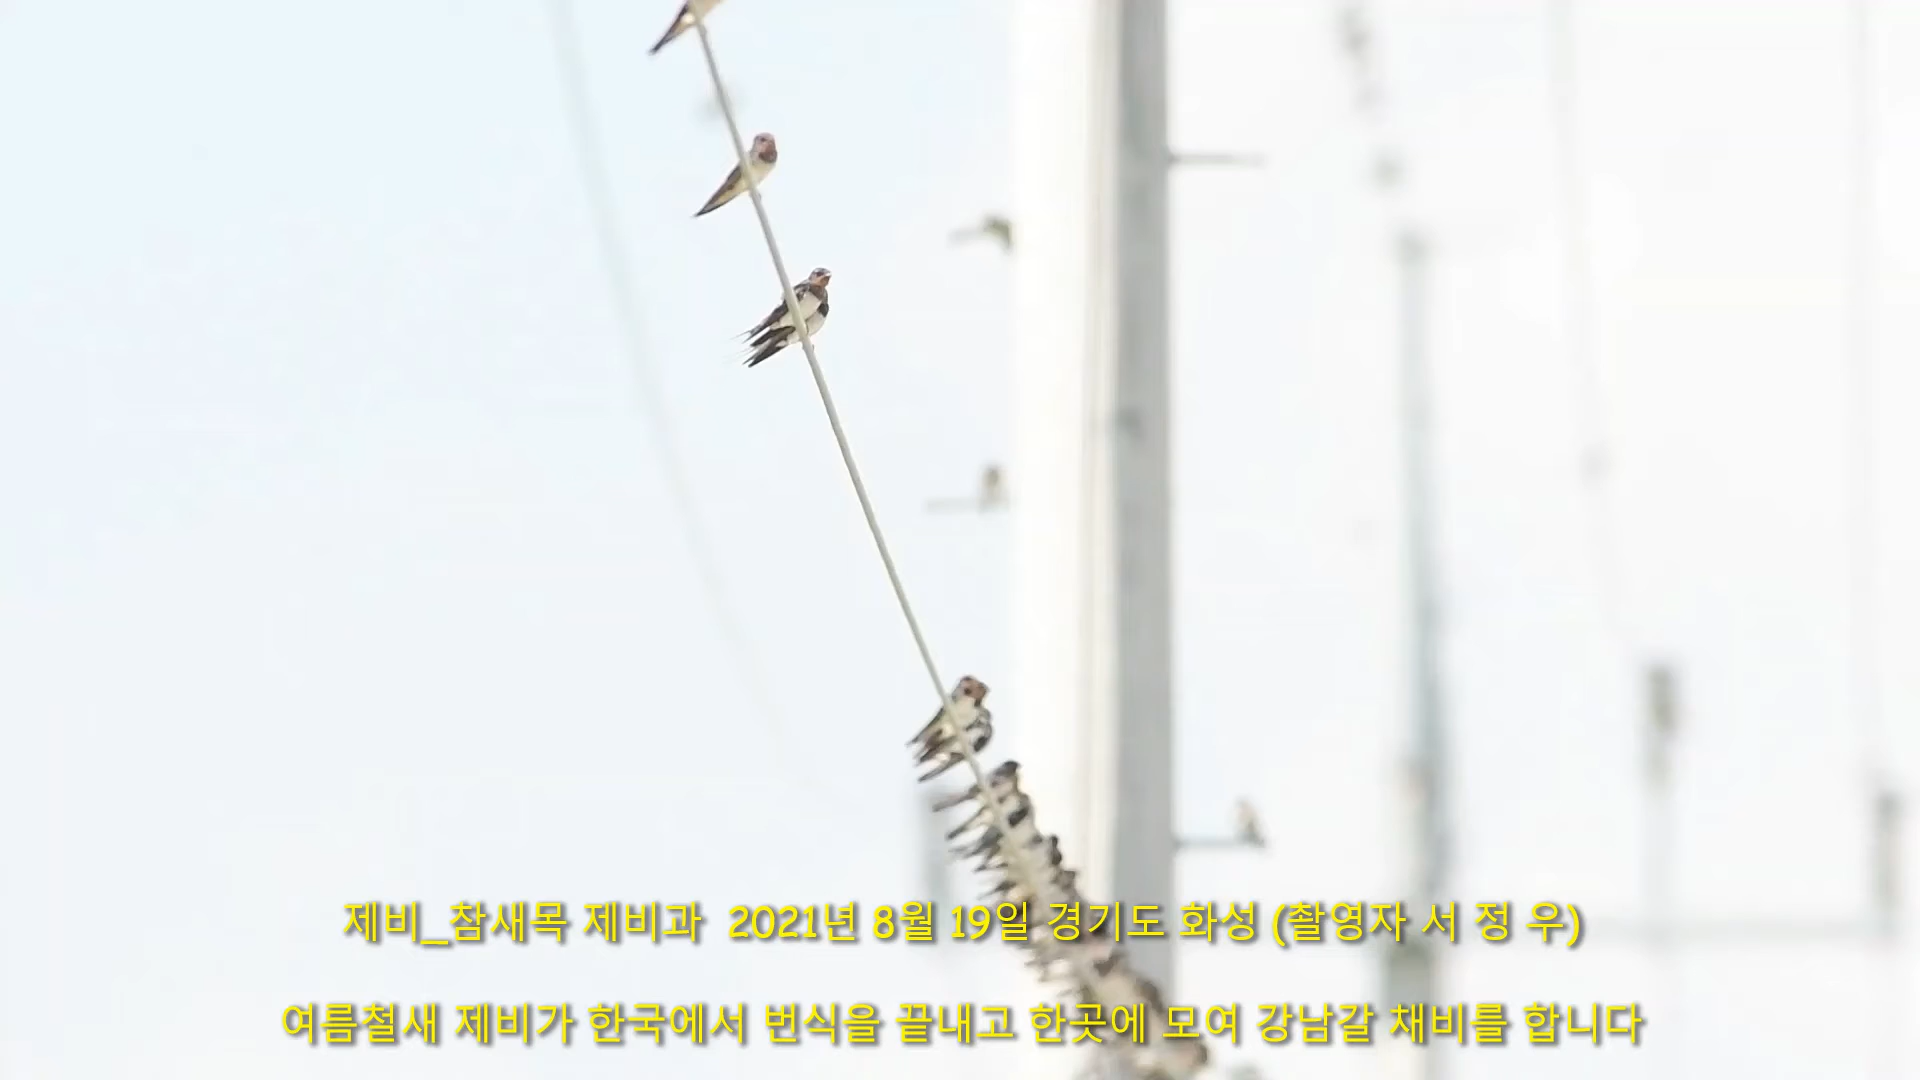 제비_참새목 제비과 2021년 8월 19일 경기도 화성 (촬영자 서 정 우)
여름철새 제비가 한국에서 번식을 끝내고 한곳에 모여 강남갈 채비를 합니다